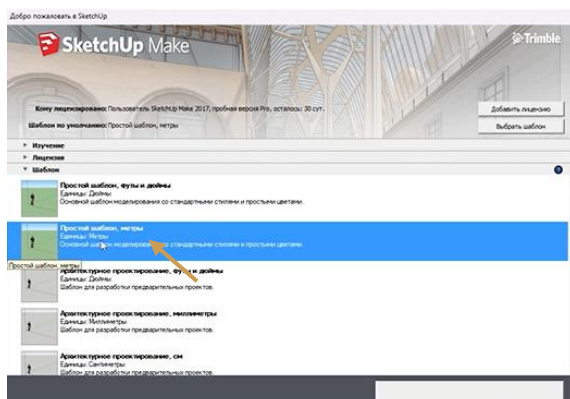 Добро пожаловать в SketchUp
SketchUp Make
Trimble
Кому лицензировано: Пользователь SketchUp Make 2017, пробная версия Pro, осталось: 30 сут.
Добавить лицензию
Шаблон по умолчанию: Простой шаблон, метры
Выбрать шаблон
Изучение
Лицензия
Шаблон
Простой шаблон, футы и дюймы
Единицы: Дюймы
Основной шаблон моделирования со стандартными стилями и простыми цветами.
Простой шаблон, метры
Единицы: Метры
Основной шаблон моделирования со стандартными стилями и простыми цветами.
Простой шаблон, метры
Архитектурное проектирование, футы и дюймы
Единицы: Дюймы
Шаблон для разработки предварительных проектов.
Архитектурное проектирование, миллиметры
Единицы: Миллиметры
Шаблон для разработки предварительных проектов.
Архитектурное проектирование, см
Единицы: Сантиметры
Шаблон для разработки предварительных проектов.